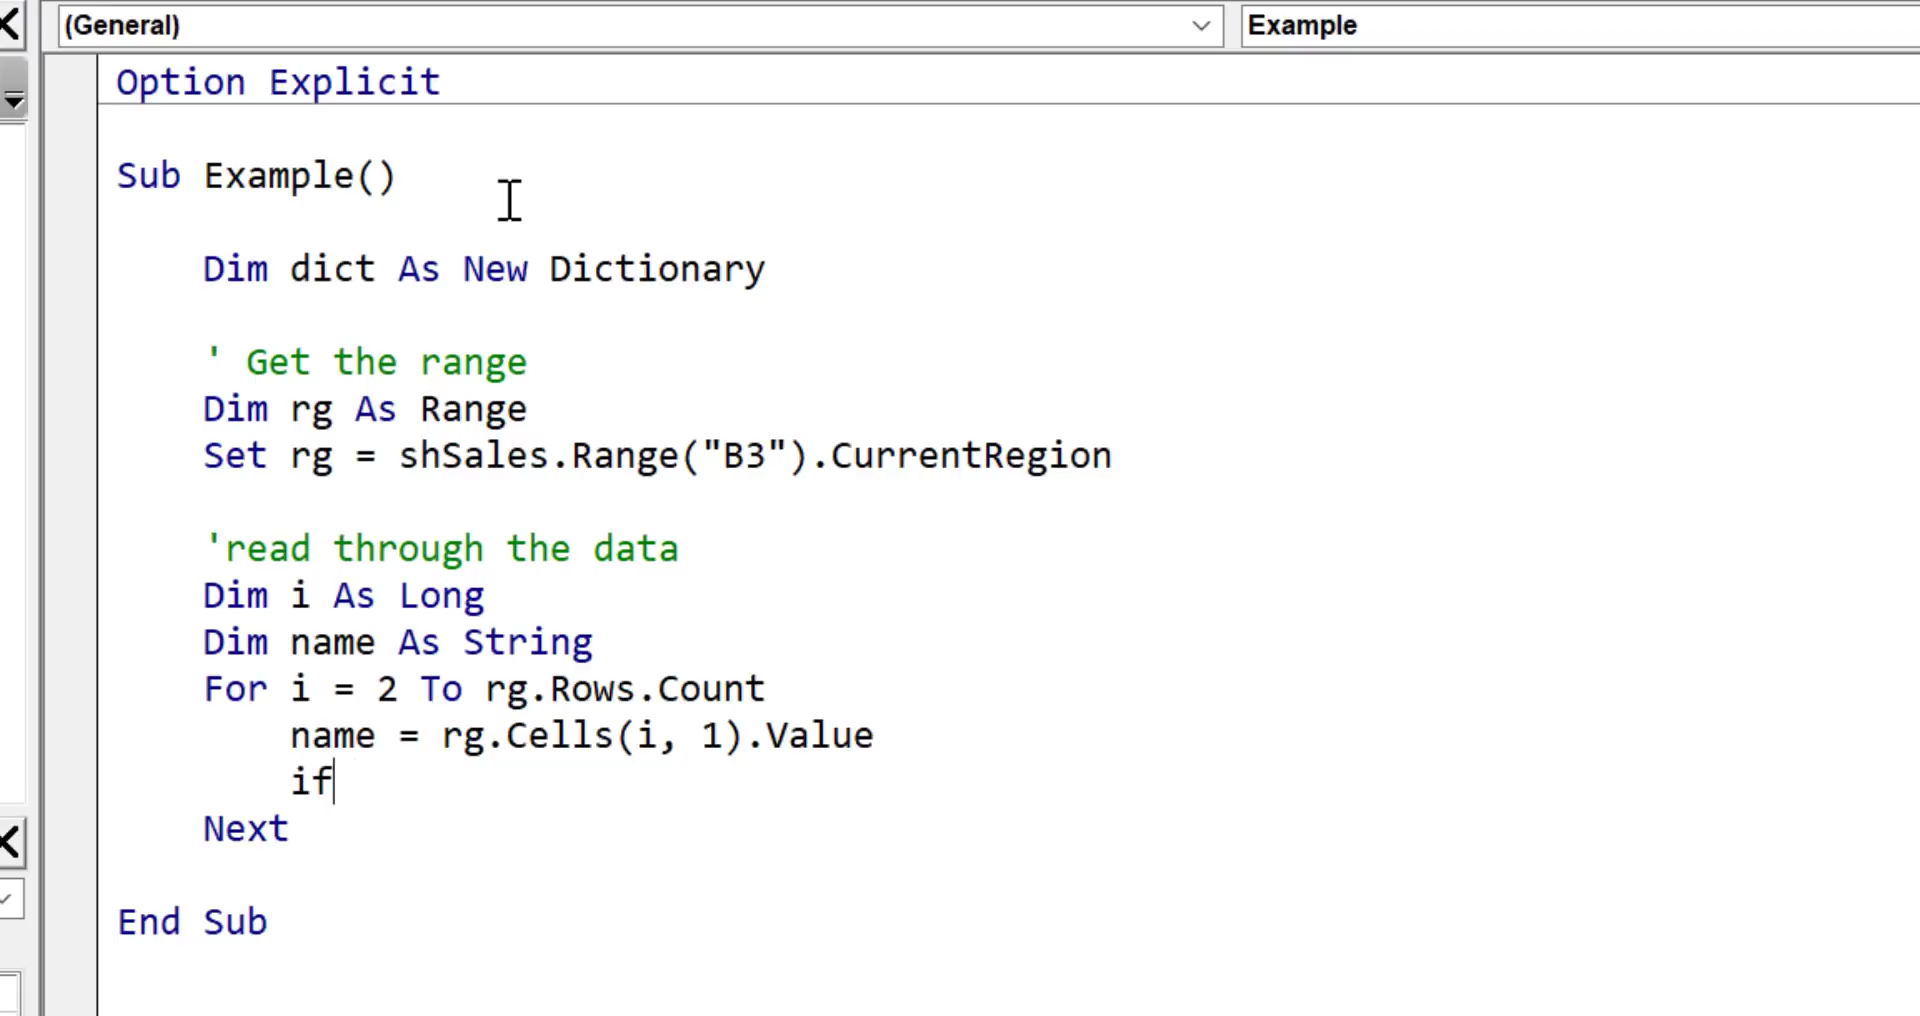 (General)
Example
Option Explicit
Sub Example()
Dim dict As New Dictionary
' Get the range
Dim rg As Range
Set rg = shSales.Range("B3").CurrentRegion
'read through the data
Dim i As Long
Dim name As String
For i = 2 To rg.Rows.Count
name = rg.Cells(i, 1).Value
if
Next
End Sub